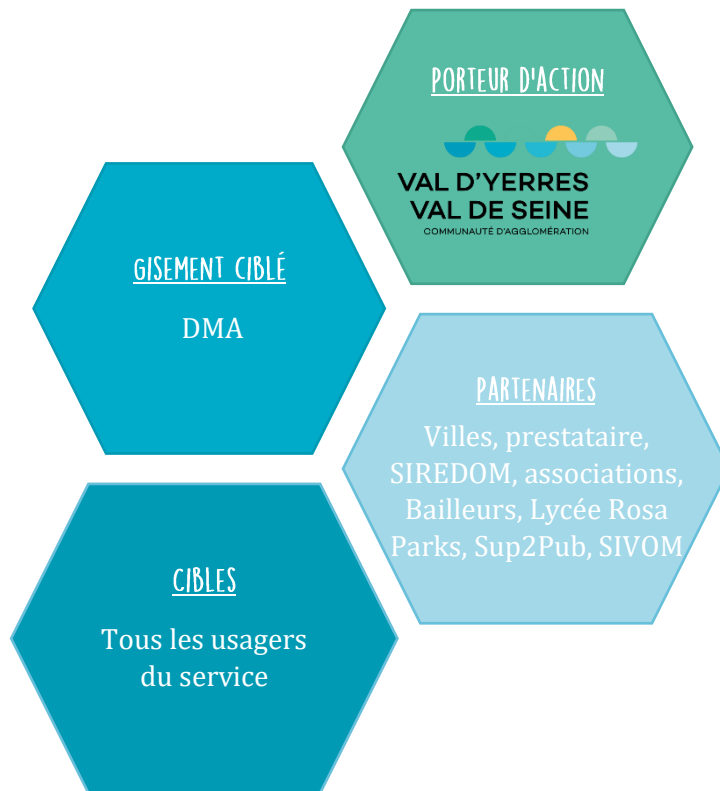 PORTEUR D'ACTION
VAL D'YERRES
VAL DE SEINE
COMMUNAUTÉ D'AGGLOMÉRATION
GISEMENT CIBLÉ
DMA
PARTENAIRES
Villes, prestataire,
SIREDOM, associations,
Bailleurs, Lycée Rosa
Parks, Sup2Pub, SIVOM
CIBLES
Tous les usagers
du service